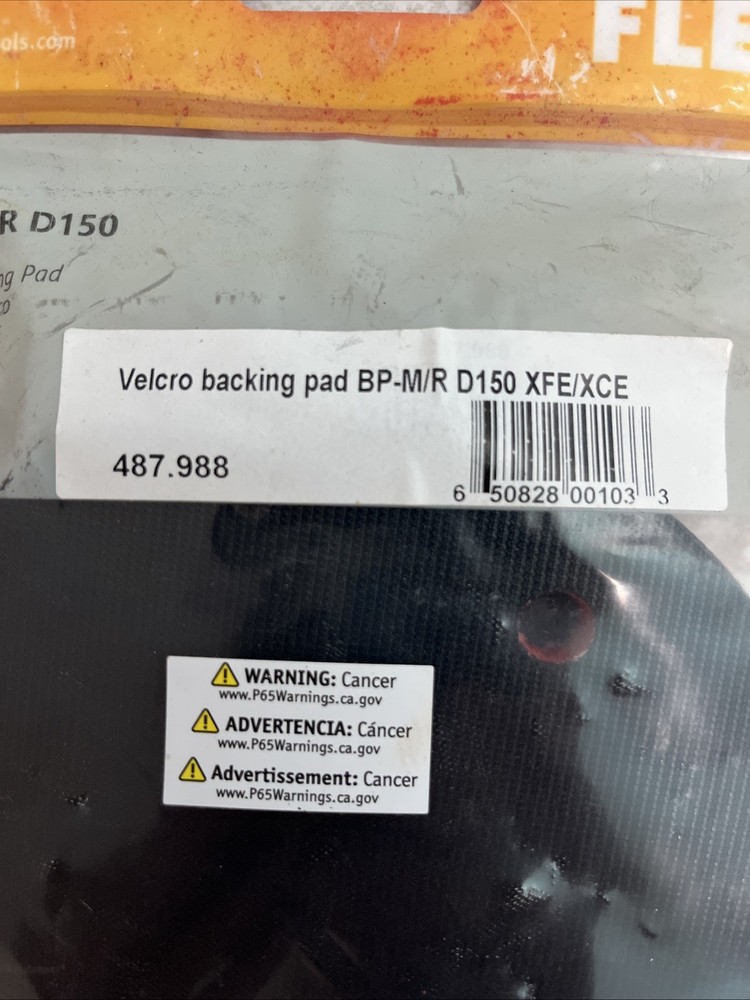 ols.com
FLE
R D150
ng Pad
Velcro backing pad BP-M/R D150 XFE/XCE
487.988
6 50828 00103 3
WARNING: Cancer
www.P65Warnings.ca.gov
ADVERTENCIA: Cáncer
www.P65Warnings.ca.gov
Advertissement: Cancer
www.P65Warnings.ca.gov